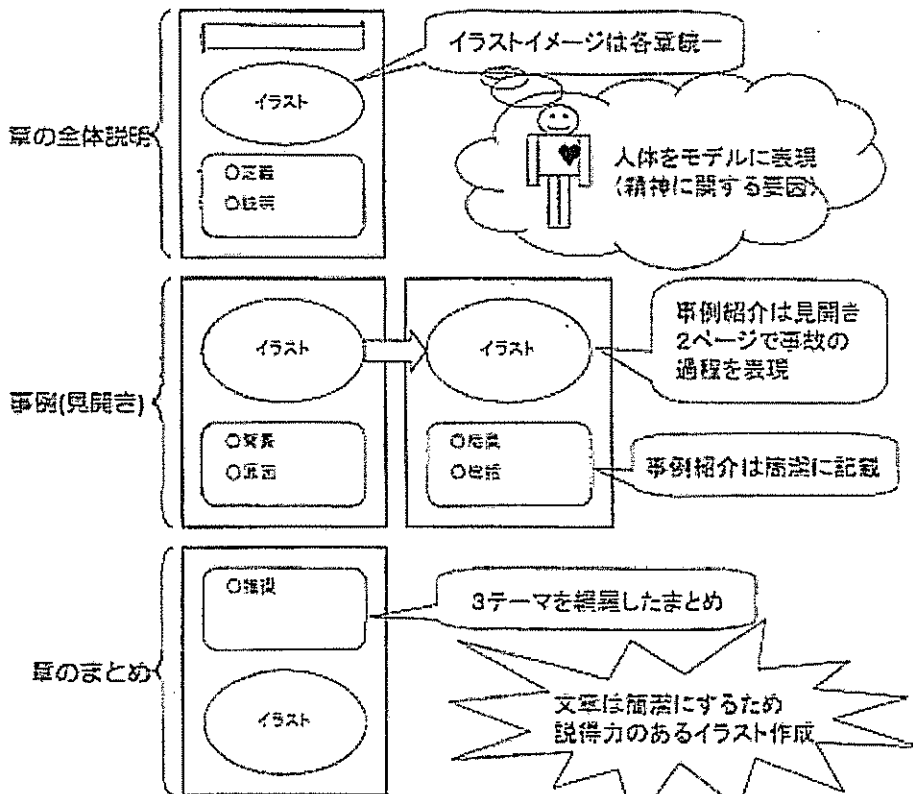 イラストイメージは各章統一
イラスト
章の全体説明
人体をモデルに表現
(精神に関する要因)
○定義
○説明
事例紹介は見開き
2ページで事故の
過程を表現
イラスト
イラスト
事例(見開き)
○背景
○原因
○結果
○総括
事例紹介は簡潔に記載
○推奨
3テーマを網羅したまとめ
章のまとめ
イラスト
文章は簡潔にするため
説得力のあるイラスト作成